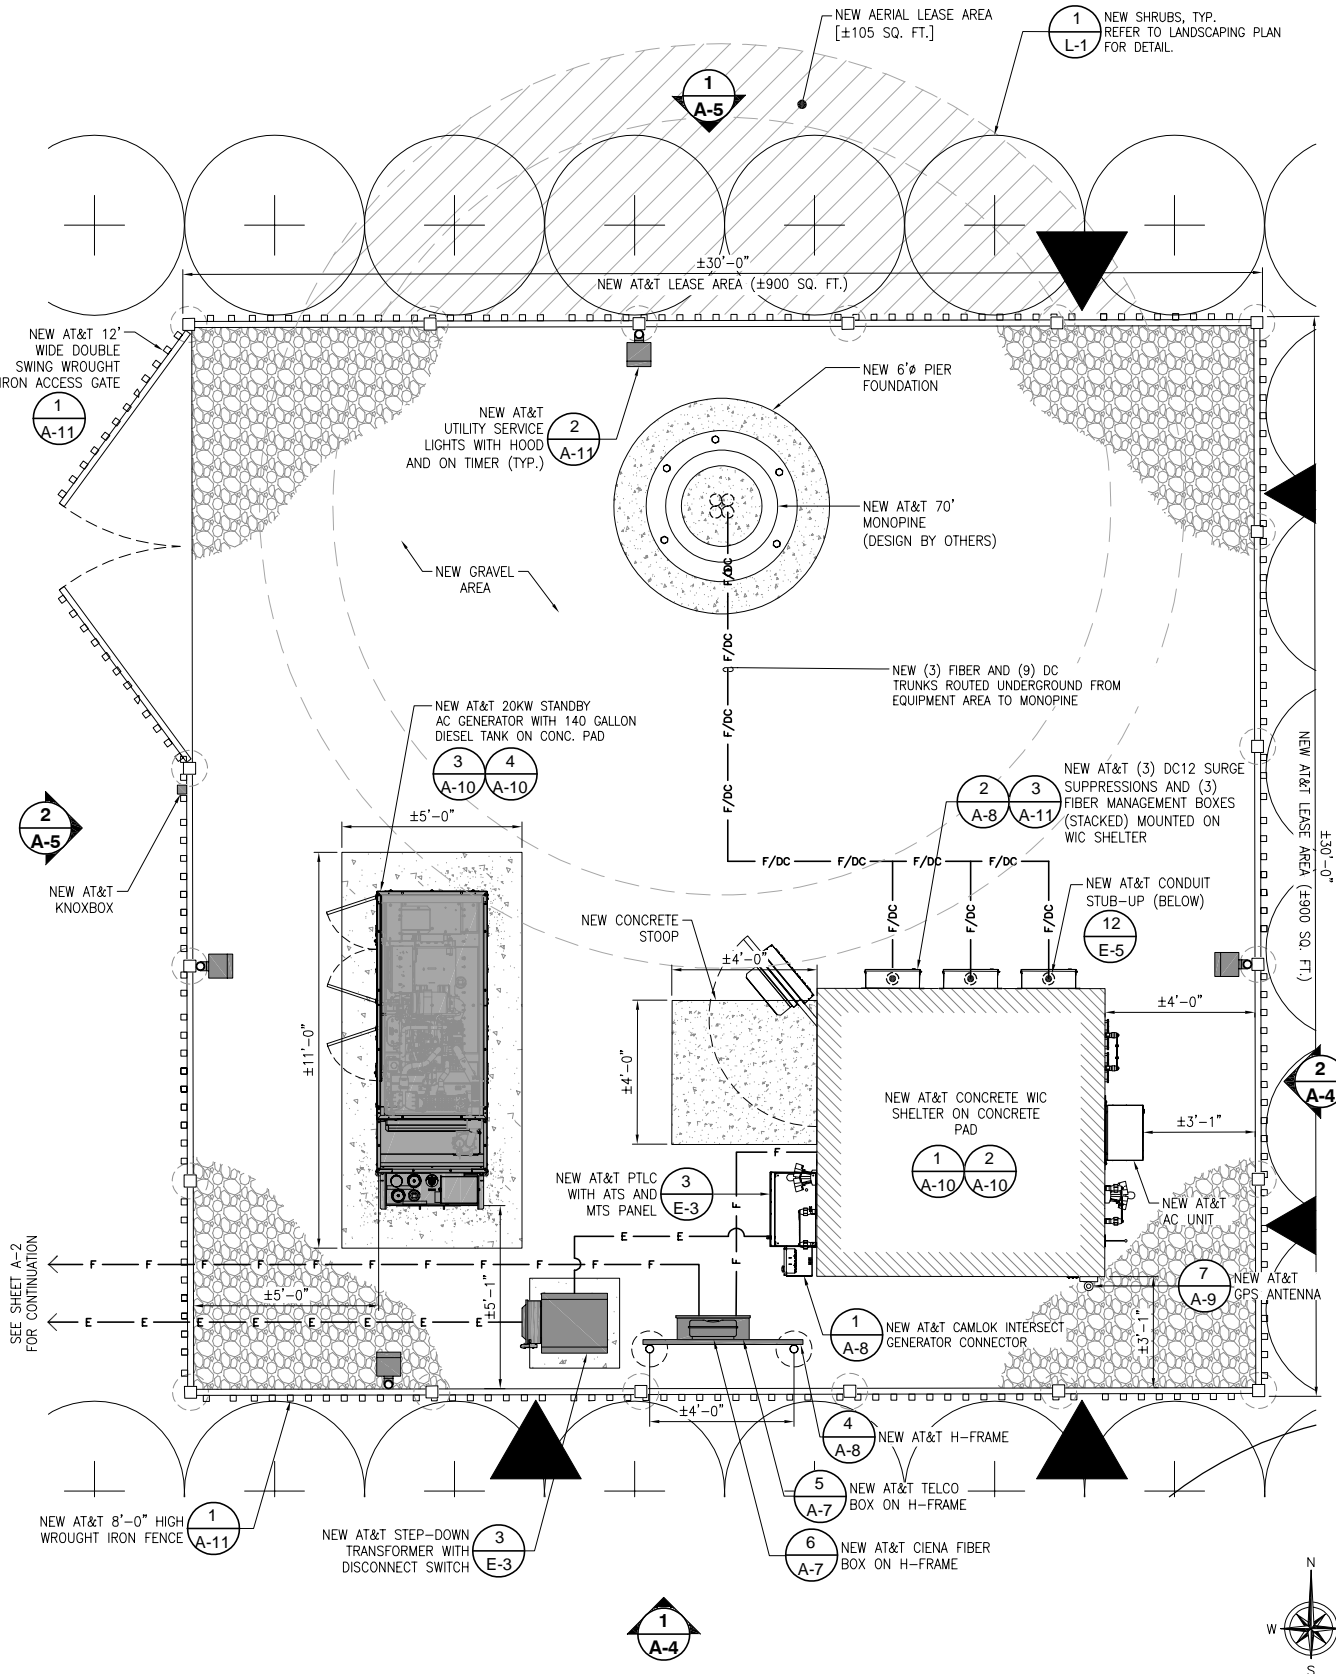 NEW AERIAL LEASE AREA
[±105 SQ. FT.]
1
L-1
NEW SHRUBS, TYP.
REFER TO LANDSCAPING PLAN
FOR DETAIL.
1
A-5
±30'-0"
NEW AT&T LEASE AREA (±900 SQ. FT.)
NEW AT&T 12'
WIDE DOUBLE
SWING WROUGHT
IRON ACCESS GATE
1
A-11
NEW AT&T
UTILITY SERVICE
LIGHTS WITH HOOD
AND ON TIMER (TYP.)
2
A-11
NEW 6'ø PIER
FOUNDATION
NEW AT&T 70'
MONOPINE
(DESIGN BY OTHERS)
NEW GRAVEL
AREA
F/DC
F/DC
F/DC
F/DC
NEW (3) FIBER AND (9) DC
TRUNKS ROUTED UNDERGROUND FROM
EQUIPMENT AREA TO MONOPINE
NEW AT&T 20KW STANDBY
AC GENERATOR WITH 140 GALLON
DIESEL TANK ON CONC. PAD
3
A-10
4
A-10
NEW AT&T LEASE AREA (±900 SQ. FT.)
±30'-0"
2
A-8
3
A-11
NEW AT&T (3) DC12 SURGE
SUPPRESSIONS AND (3)
FIBER MANAGEMENT BOXES
(STACKED) MOUNTED ON
WIC SHELTER
2
A-5
±5'-0"
F/DC F/DC F/DC F/DC
NEW AT&T
KNOXBOX
NEW AT&T CONDUIT
STUB-UP (BELOW)
12
E-5
NEW CONCRETE
STOOP
F/DC F/DC F/DC
±4'-0"
±4'-0"
±11'-0"
±4'-0"
2
A-4
NEW AT&T CONCRETE WIC
SHELTER ON CONCRETE
PAD
1
A-10
2
A-10
±3'-1"
F
NEW AT&T PTLC
WITH ATS AND
MTS PANEL
3
E-3
F
NEW AT&T
AC UNIT
E E
SEE SHEET A-2
FOR CONTINUATION
F F F F F F F F F
F
7
A-9
NEW AT&T
GPS ANTENNA
±5'-0"
±5'-1"
E E E E E E E E
1
A-8
NEW AT&T CAMLOK INTERSECT
GENERATOR CONNECTOR
±3'-1"
±4'-0"
4
A-8
NEW AT&T H-FRAME
5
A-7
NEW AT&T TELCO
BOX ON H-FRAME
NEW AT&T 8'-0" HIGH
WROUGHT IRON FENCE
1
A-11
NEW AT&T STEP-DOWN
TRANSFORMER WITH
DISCONNECT SWITCH
3
E-3
6
A-7
NEW AT&T CIENA FIBER
BOX ON H-FRAME
1
A-4
N
W
S